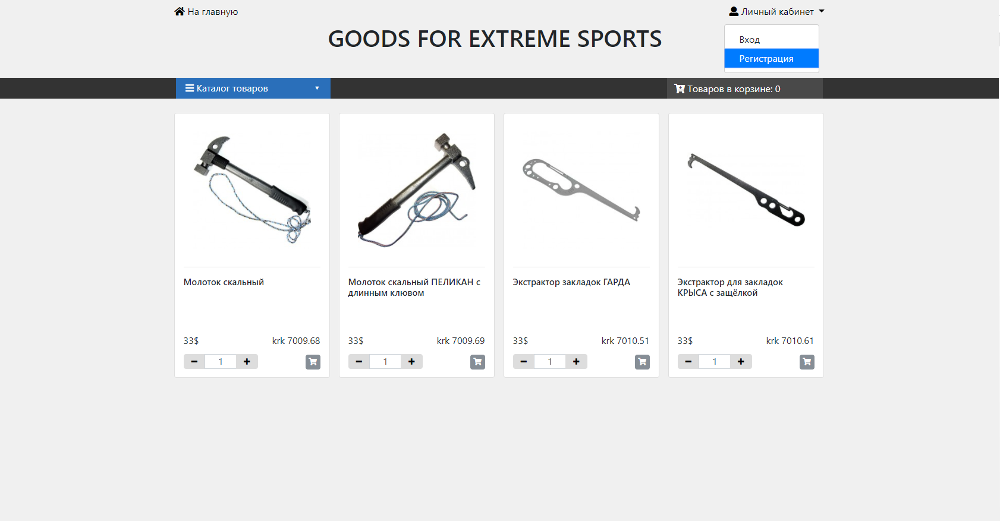 На главную
Личный кабинет
GOODS FOR EXTREME SPORTS
Вход
Регистрация
Каталог товаров
Товаров в корзине: 0
Молоток скальный
33$
krk 7009.68
1
Молоток скальный ПЕЛИКАН с
длинным клювом
33$
krk 7009.69
1
Экстрактор закладок ГАРДА
33$
krk 7010.51
1
Экстрактор для закладок
КРЫСА с защёлкой
33$
krk 7010.61
1